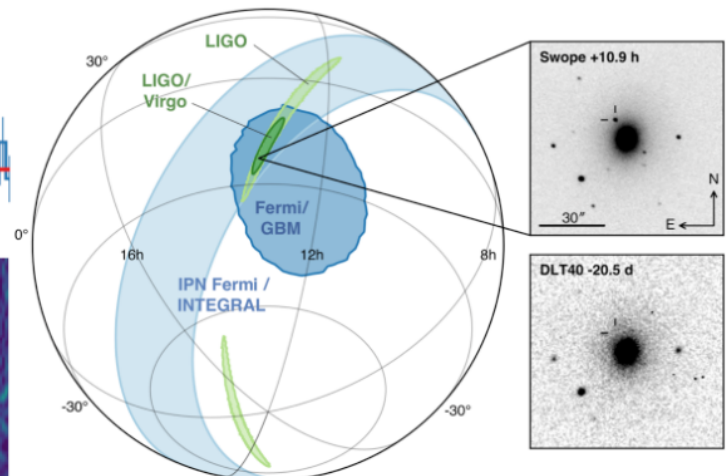 LIGO
30°
LIGO/
Virgo
Fermi/
GBM
0°
16h
12h
8h
IPN Fermi /
INTEGRAL
-30°
-30°
Swope +10.9 h
N
30"
E
DLT40 -20.5 d